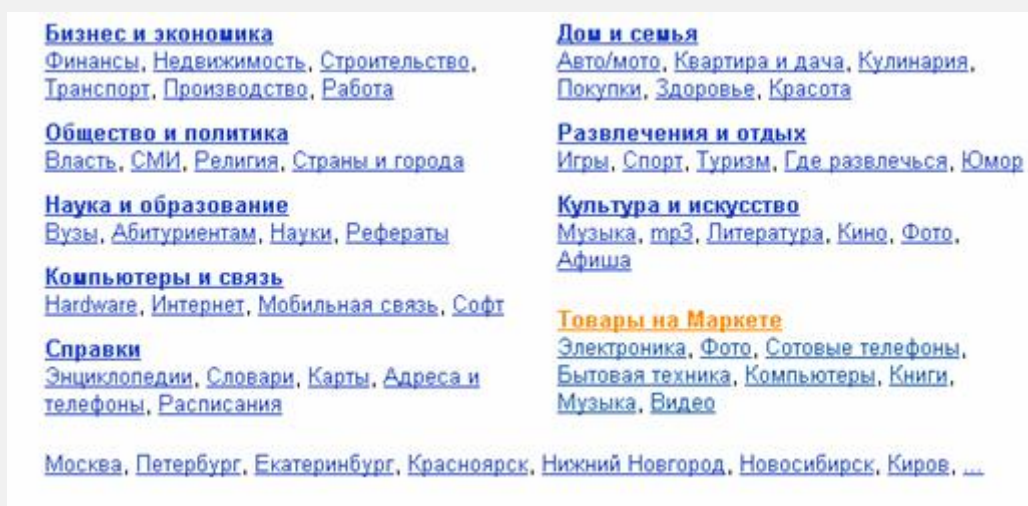 Бизнес и экономика
Финансы, Недвижимость, Строительство,
Транспорт, Производство, Работа
Общество и политика
Власть, СМИ, Религия, Страны и города
Наука и образование
Вузы, Абитуриентам, Науки, Рефераты
Компьютеры и связь
Hardware, Интернет, Мобильная связь, Софт
Справки
Энциклопедии, Словари, Карты, Адреса и
телефоны, Расписания
Дом и семья
Авто/мото, Квартира и дача, Кулинария,
Покупки, Здоровье, Красота
Развлечения и отдых
Игры, Спорт, Туризм, Где развлечься, Юмор
Культура и искусство
Музыка, mp3, Литература, Кино, Фото,
Афиша
Товары на Маркете
Электроника, Фото, Сотовые телефоны,
Бытовая техника, Компьютеры, Книги,
Музыка, Видео
Москва, Петербург, Екатеринбург, Красноярск, Нижний Новгород, Новосибирск, Киров, ...